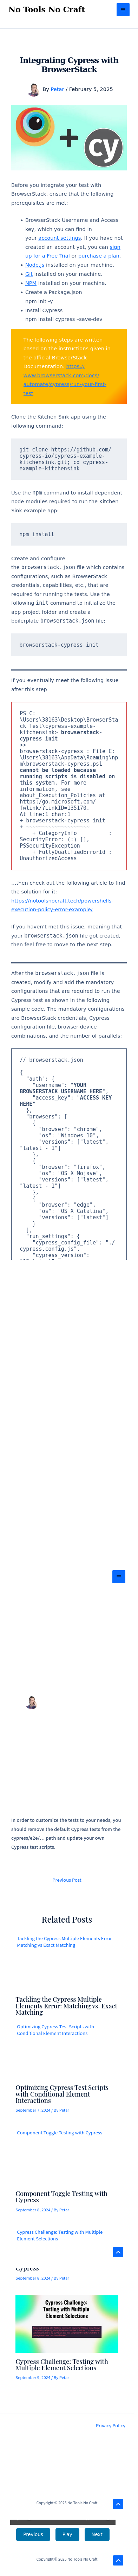 No Tools No Craft
Integrating Cypress with
BrowserStack
By Petar / February 5, 2025
cy
Before you integrate your test with
BrowserStack, ensure that the following
prerequisites are met:
BrowserStack Username and Access
key, which you can find in
your account settings. If you have not
created an account yet, you can sign
up for a Free Trial or purchase a plan.
Node.js installed on your machine.
Git installed on your machine.
NPM installed on your machine.
Create a Package.json
npm init -y
Install Cypress
npm install cypress –save-dev
The following steps are written
based on the instructions given in
the official BrowserStack
Documentation: https://
www.browserstack.com/docs/
automate/cypress/run-your-first-
test
Clone the Kitchen Sink app using the
following command:
git clone https://github.com/
cypress-io/cypress-example-
kitchensink.git; cd cypress-
example-kitchensink
Use the npm command to install dependent
node modules required to run the Kitchen
Sink example app:
npm install
Create and configure
the browserstack.json file which contains
configurations, such as BrowserStack
credentials, capabilities, etc., that are
required for running the tests. Use the
following init command to initialize the
app project folder and create a
boilerplate browserstack.json file:
browserstack-cypress init
If you eventually meet the following issue
after this step
PS C:
\Users\38163\Desktop\BrowserSta
ck Test\cypress-example-
kitchensink> browserstack-
cypress init
>>
browserstack-cypress : File C:
\Users\38163\AppData\Roaming\np
m\browserstack-cypress.ps1
cannot be loaded because
running scripts is disabled on
this system. For more
information, see
about_Execution_Policies at
https:/go.microsoft.com/
fwlink/?LinkID=135170.
At line:1 char:1
+ browserstack-cypress init
+ ~~~~~~~~~~~~~~~~~~~~
+ CategoryInfo :
SecurityError: (:) [],
PSSecurityException
+ FullyQualifiedErrorId :
UnauthorizedAccess
…then check out the following article to find
the solution for it:
https://notoolsnocraft.tech/powershells-
execution-policy-error-example/
If you haven't met this issue, meaning that
your browserstack.json file get created,
then feel free to move to the next step.
After the browserstack.json file is
created, modify and add the mandatory
configurations that are required to run the
Cypress test as shown in the following
sample code. The mandatory configurations
are BrowserStack credentials, Cypress
configuration file, browser-device
combinations, and the number of parallels:
// browserstack.json
{
"auth": {
"username": "YOUR
BROWSERSTACK USERNAME HERE",
"access_key": "ACCESS KEY
HERE"
},
"browsers": [
{
"browser": "chrome",
"os": "Windows 10",
"versions": ["latest",
"latest - 1"]
},
{
"browser": "firefox",
"os": "OS X Mojave",
"versions": ["latest",
"latest - 1"]
},
{
"browser": "edge",
"os": "OS X Catalina",
"versions": ["latest"]
}
],
"run_settings": {
"cypress_config_file": "./
cypress.config.js",
"cypress_version":
In order to customize the tests to your needs, you
should remove the default Cypress tests from the
cypress/e2e/… path and update your own
Cypress test scripts.
Previous Post
Related Posts
Tackling the Cypress Multiple Elements Error:
Matching vs Exact Matching
Tackling the Cypress Multiple
Elements Error: Matching vs. Exact
Matching
Optimizing Cypress Test Scripts with
Conditional Element Interactions
Optimizing Cypress Test Scripts
with Conditional Element
Interactions
September 7, 2024 / By Petar
Component Toggle Testing with Cypress
Component Toggle Testing with
Cypress
September 6, 2024 / By Petar
Cypress Challenge: Testing with Multiple
Element Selections
Cypress
September 6, 2024 / By Petar
Cypress Challenge:
Testing with Multiple
Element Selections
Cypress Challenge: Testing with
Multiple Element Selections
September 5, 2024 / By Petar
Privacy Policy
Copyright © 2025 No Tools No Craft
Previous
Play
Next
Copyright © 2025 No Tools No Craft